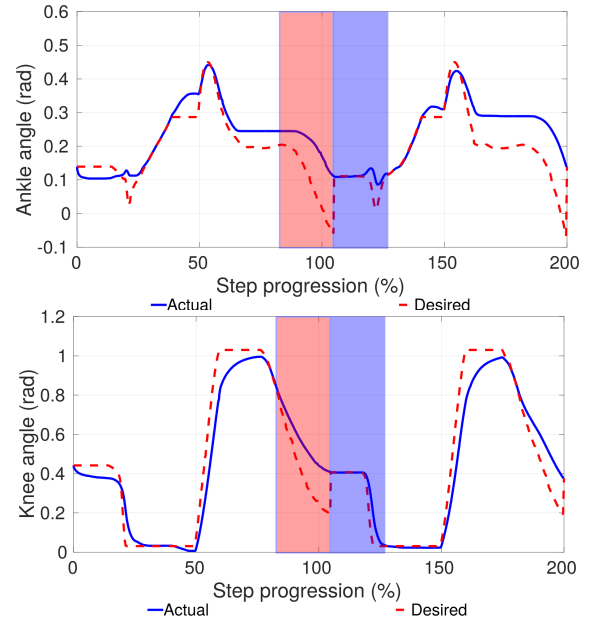 0.6
0.5
0.4
0.3
0.2
0.1
0
-0.1
Ankle angle (rad)
0 50 100 150 200
Step progression (%)
Actual Desired
1.2
1
0.8
0.6
0.4
0.2
0
Knee angle (rad)
0 50 100 150 200
Step progression (%)
Actual Desired